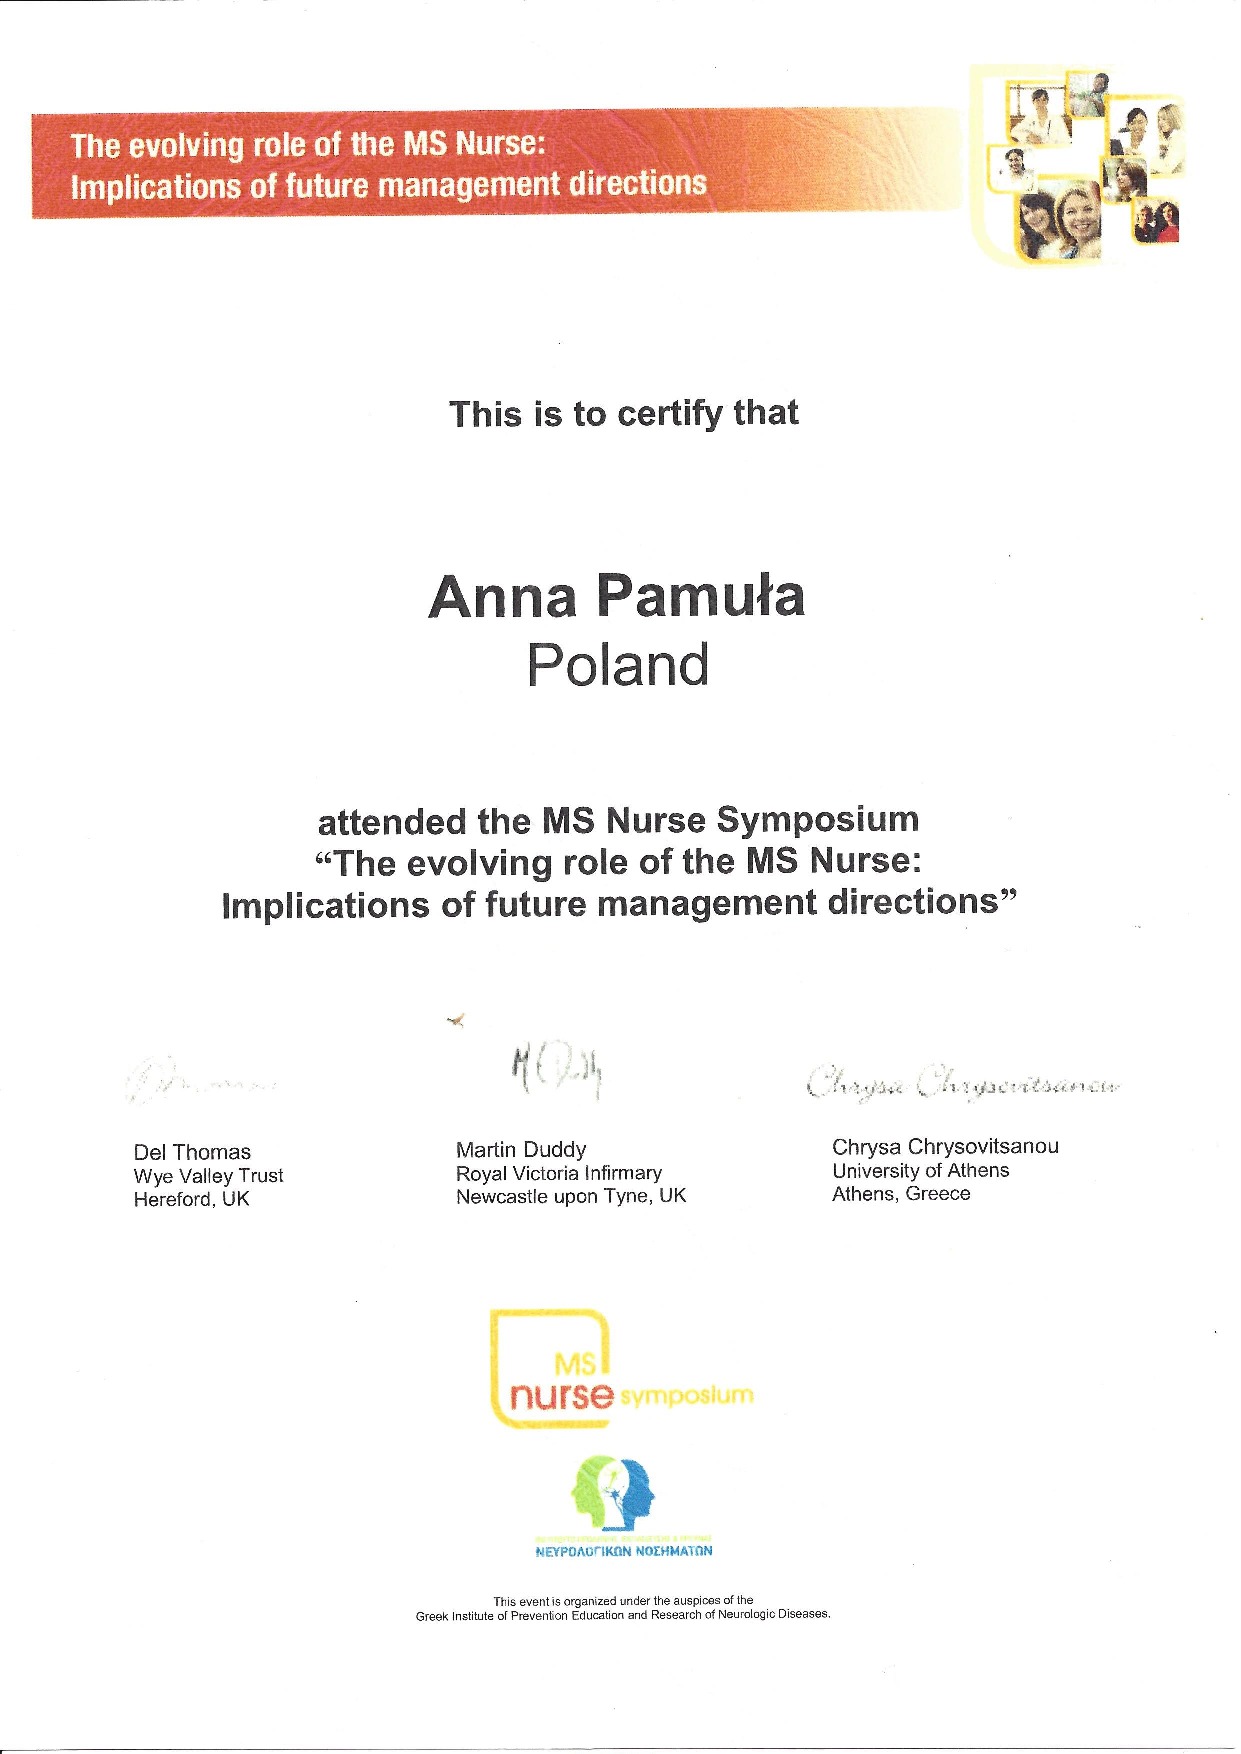 The evolving role of the MS Nurse:
Implications of future management directions
This is to certify that
Anna Pamuła
Poland
attended the MS Nurse Symposium
“The evolving role of the MS Nurse:
Implications of future management directions”
Chrysa Chrysovitsanou
Del Thomas
Wye Valley Trust
Hereford, UK
Martin Duddy
Royal Victoria Infirmary
Newcastle upon Tyne, UK
Chrysa Chrysovitsanou
University of Athens
Athens, Greece
MS
nurse symposium
ΝΕΥΡΟΛΟΓΙΚΩΝ ΝΟΣΗΜΑΤΩΝ
This event is organized under the auspices of the
Greek Institute of Prevention Education and Research of Neurologic Diseases.